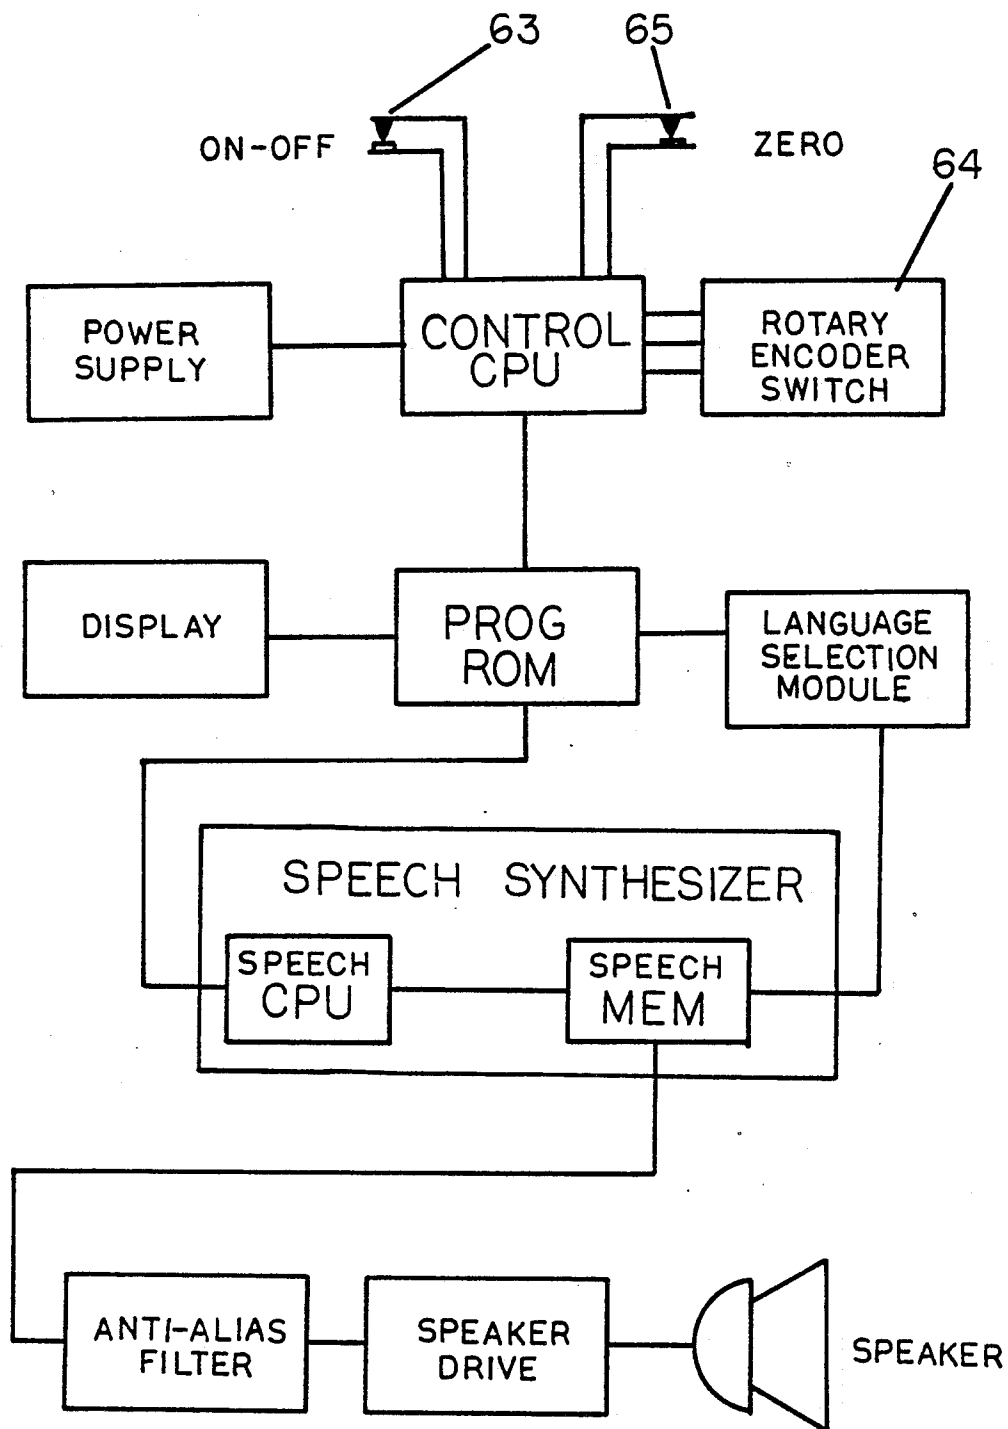 63
65
ON-OFF
ZERO
64
POWER
SUPPLY
CONTROL
CPU
ROTARY
ENCODER
SWITCH
DISPLAY
PROG
ROM
LANGUAGE
SELECTION
MODULE
SPEECH SYNTHESIZER
SPEECH
CPU
SPEECH
MEM
ANTI-ALIAS
FILTER
SPEAKER
DRIVE
SPEAKER